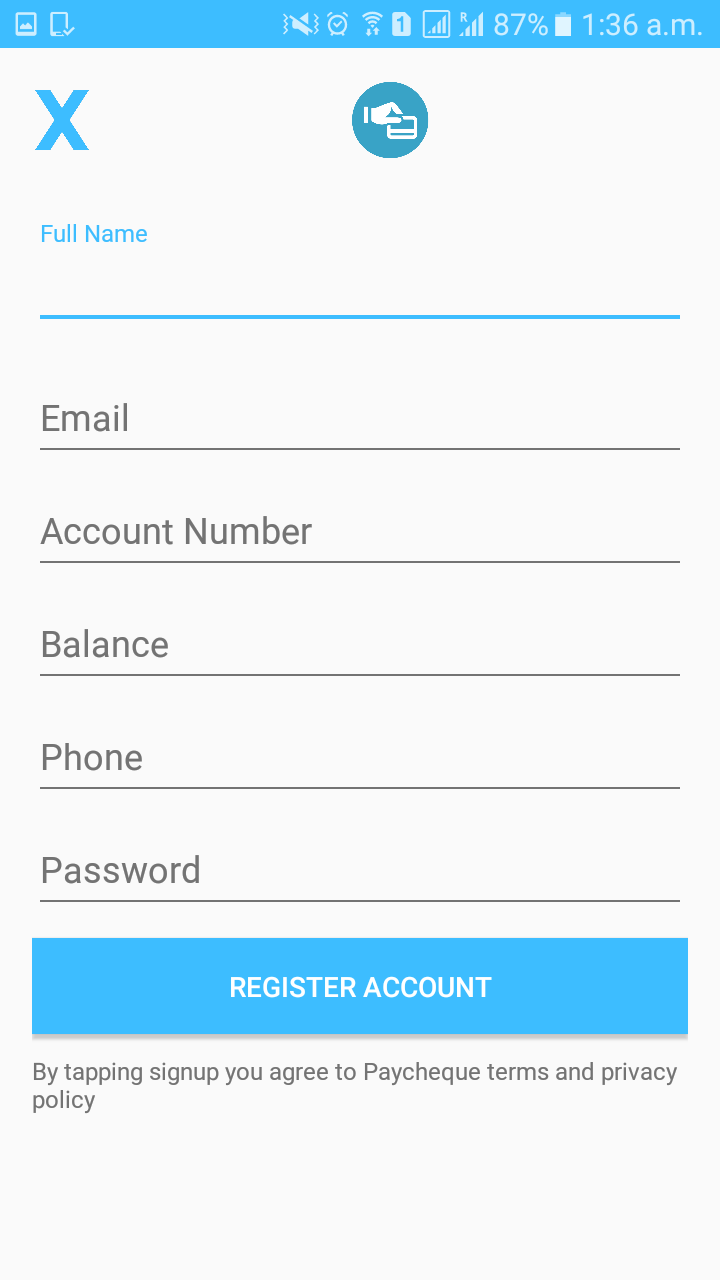 1 R 87% 1:36 a.m.
X
Full Name
Email
Account Number
Balance
Phone
Password
REGISTER ACCOUNT
By tapping signup you agree to Paycheque terms and privacy
policy